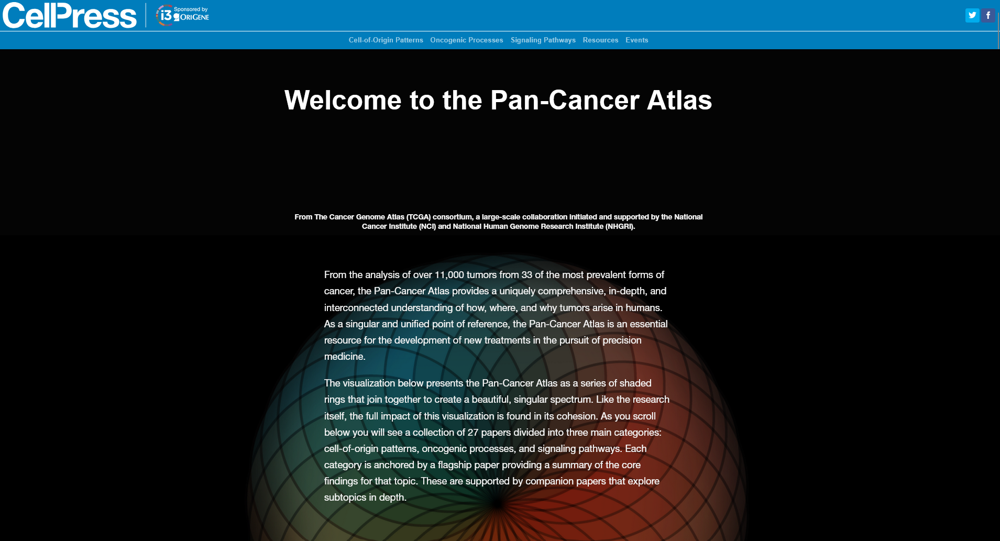 CellPress
Sponsored by
i3g ORIGENE
Cell-of-Origin Patterns Oncogenic Processes Signaling Pathways Resources Events
Welcome to the Pan-Cancer Atlas
From The Cancer Genome Atlas (TCGA) consortium, a large-scale collaboration initiated and supported by the National
Cancer Institute (NCI) and National Human Genome Research Institute (NHGRI).
From the analysis of over 11,000 tumors from 33 of the most prevalent forms of
cancer, the Pan-Cancer Atlas provides a uniquely comprehensive, in-depth, and
interconnected understanding of how, where, and why tumors arise in humans.
As a singular and unified point of reference, the Pan-Cancer Atlas is an essential
resource for the development of new treatments in the pursuit of precision
medicine.
The visualization below presents the Pan-Cancer Atlas as a series of shaded
rings that join together to create a beautiful, singular spectrum. Like the research
itself, the full impact of this visualization is found in its cohesion. As you scroll
below you will see a collection of 27 papers divided into three main categories:
cell-of-origin patterns, oncogenic processes, and signaling pathways. Each
category is anchored by a flagship paper providing a summary of the core
findings for that topic. These are supported by companion papers that explore
subtopics in depth.